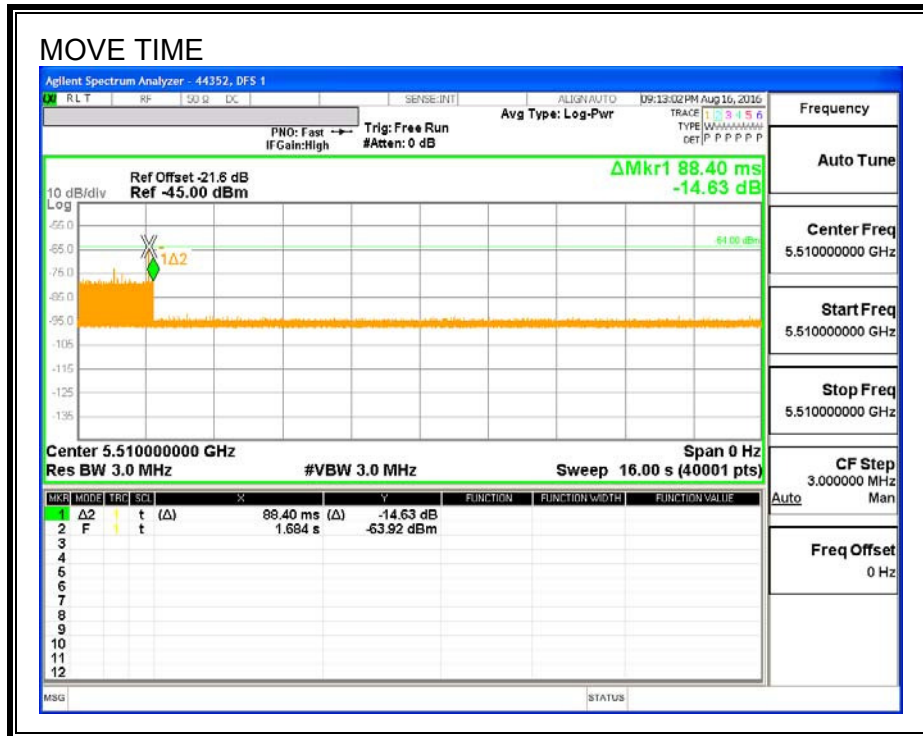 MOVE TIME
Agilent Spectrum Analyzer - 44352, DFS 1
RLT RF 50 Ω DC SENSE:INT ALIGN AUTO 09:13:02 PM Aug 16, 2016
PNO: Fast
IFGain:High
Trig: Free Run
#Atten: 0 dB
Avg Type: Log-Pwr
TRACE 1 2 3 4 5 6
TYPE
DET P P P P P P
ΔMkr1 88.40 ms
-14.63 dB
Ref Offset -21.6 dB
10 dB/div Ref -45.00 dBm
Log
-55.0
-65.0
-75.0
-85.0
-95.0
-105
-115
-125
-135
1Δ2
Center 5.510000000 GHz Span 0 Hz
Res BW 3.0 MHz #VBW 3.0 MHz Sweep 16.00 s (40001 pts)
MKR MODE TRC SCL X Y FUNCTION FUNCTION WIDTH FUNCTION VALUE
1 Δ2 1 t (Δ) 88.40 ms (Δ) -14.63 dB
2 F 1 t 1.684 s -63.92 dBm
3
4
5
6
7
8
9
10
11
12
MSG STATUS
Frequency
Auto Tune
Center Freq
5.510000000 GHz
Start Freq
5.510000000 GHz
Stop Freq
5.510000000 GHz
CF Step
3.000000 MHz
Auto Man
Freq Offset
0 Hz